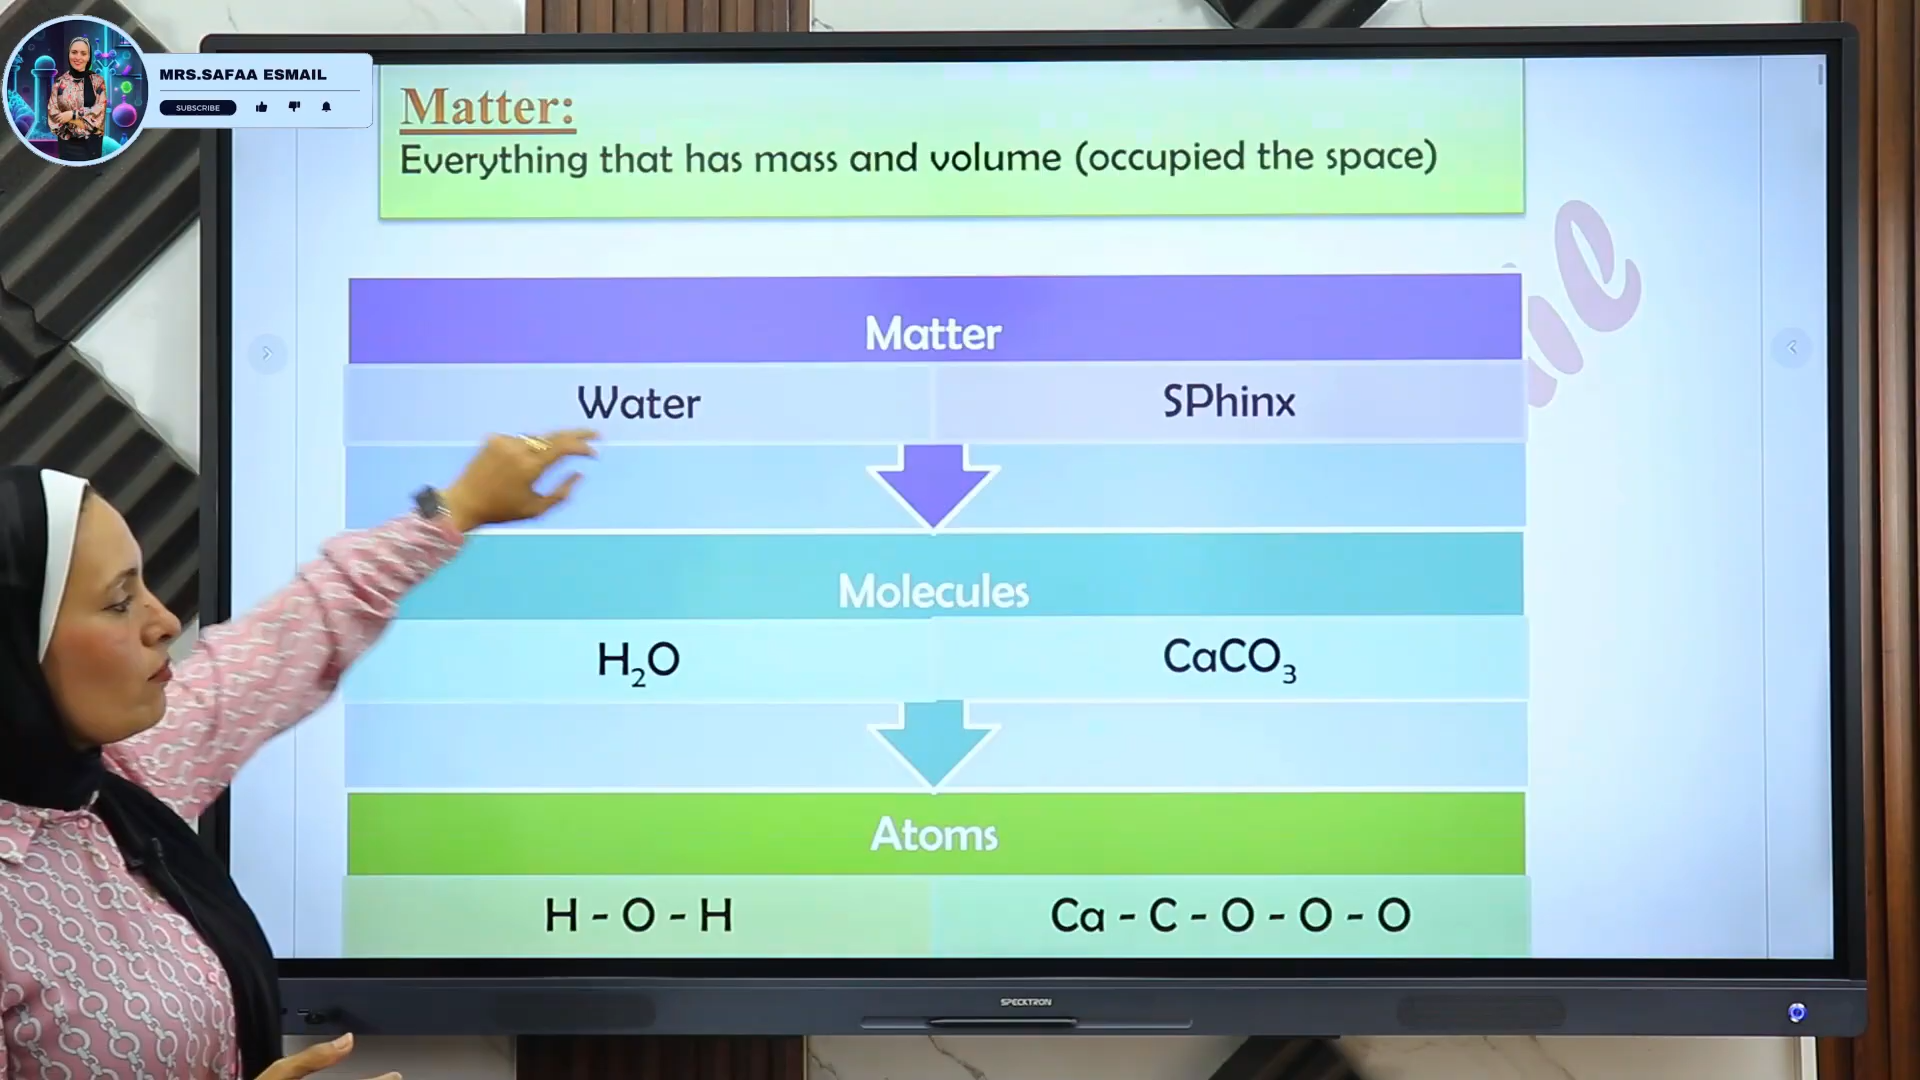 MRS.SAFAA ESMAIL
SUBSCRIBE
Matter:
Everything that has mass and volume (occupied the space)
Matter
Water SPhinx
Molecules
H₂O CaCO₃
Atoms
H - O - H Ca - C - O - O - O
SPECKTRON